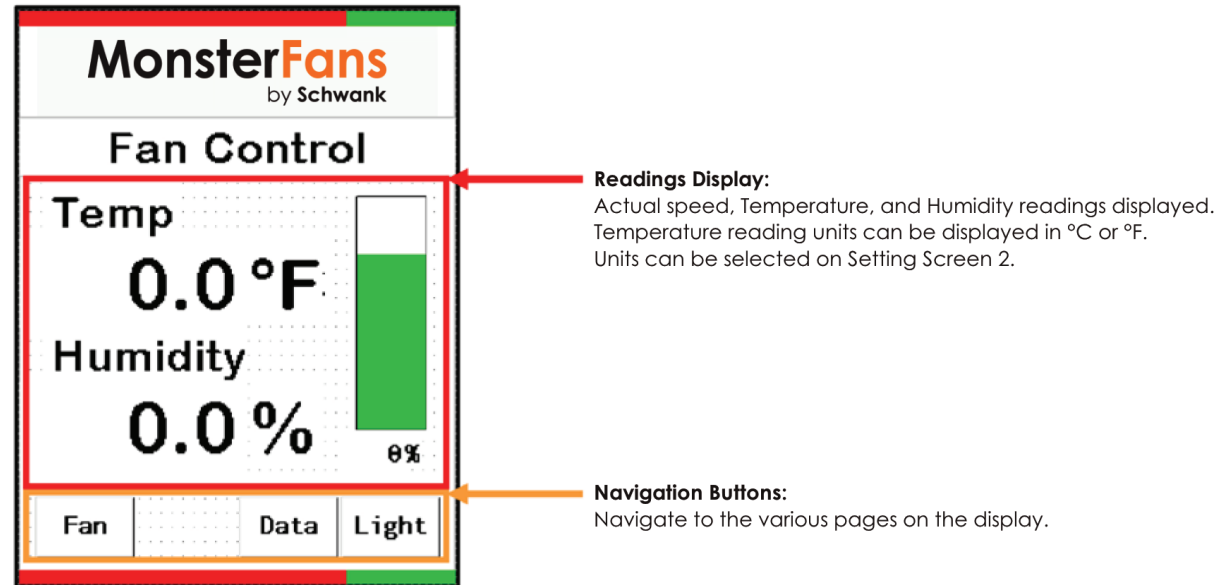 MonsterFans
by Schwank
Fan Control
Temp
0.0 °F
Humidity
0.0 %
0%
Fan
Data
Light
Readings Display:
Actual speed, Temperature, and Humidity readings displayed.
Temperature reading units can be displayed in °C or °F.
Units can be selected on Setting Screen 2.
Navigation Buttons:
Navigate to the various pages on the display.